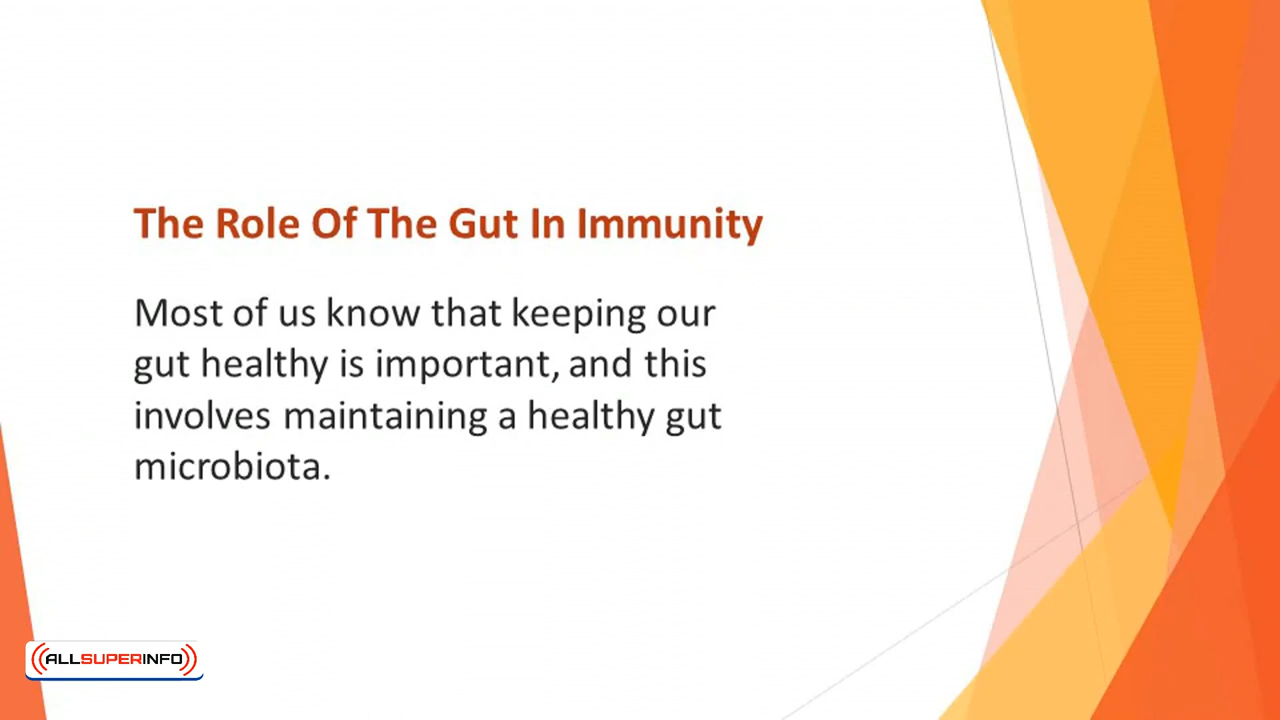 The Role Of The Gut In Immunity
Most of us know that keeping our
gut healthy is important, and this
involves maintaining a healthy gut
microbiota.
ALLSUPERINFO